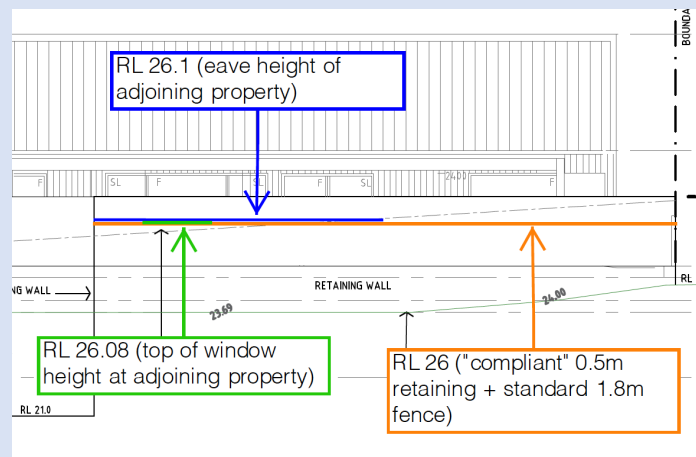 BOUNDA
RL 26.1 (eave height of
adjoining property)
F
SL
F
SL
F
SL
24.00
F
RETAINING WALL
RL
NG WALL
23.69
24.00
RL 26.08 (top of window
height at adjoining property)
RL 26 ("compliant" 0.5m
retaining + standard 1.8m
fence)
RL 21.0